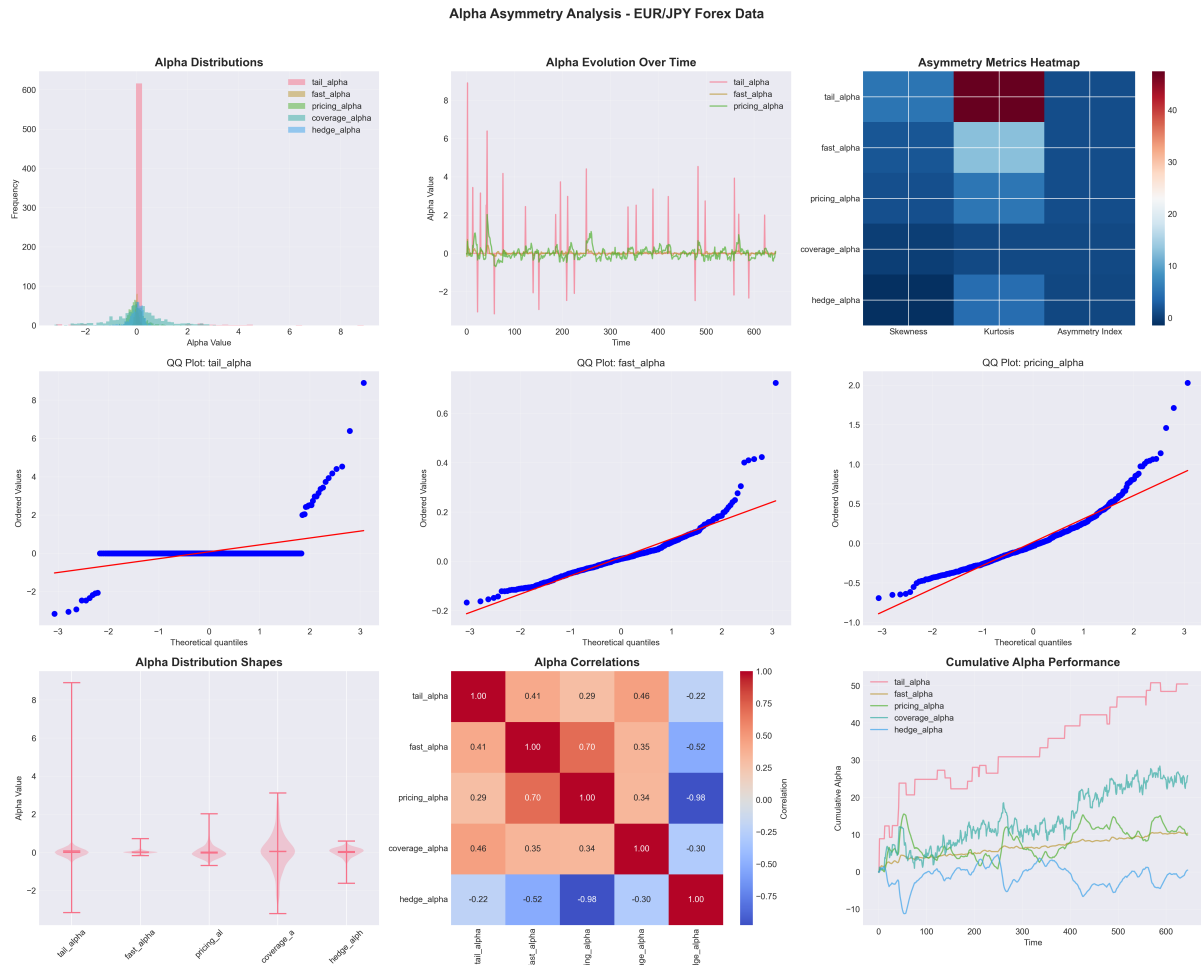 Alpha Asymmetry Analysis - EUR/JPY Forex Data
Alpha Distributions
600
500
400
300
200
100
0
Frequency
−2
0
2
4
6
8
Alpha Value
tail_alpha
fast_alpha
pricing_alpha
coverage_alpha
hedge_alpha
Alpha Evolution Over Time
8
6
4
2
0
−2
Alpha Value
0
100
200
300
400
500
600
Time
tail_alpha
fast_alpha
pricing_alpha
Asymmetry Metrics Heatmap
tail_alpha
fast_alpha
pricing_alpha
coverage_alpha
hedge_alpha
Skewness
Kurtosis
Asymmetry Index
40
30
20
10
0
QQ Plot: tail_alpha
8
6
4
2
0
−2
Ordered Values
−3
−2
−1
0
1
2
3
Theoretical quantiles
QQ Plot: fast_alpha
0.6
0.4
0.2
0.0
−0.2
Ordered Values
−3
−2
−1
0
1
2
3
Theoretical quantiles
QQ Plot: pricing_alpha
2.0
1.5
1.0
0.5
0.0
−0.5
−1.0
Ordered Values
−3
−2
−1
0
1
2
3
Theoretical quantiles
Alpha Distribution Shapes
8
6
4
2
0
−2
Alpha Value
tail_alpha
fast_alpha
pricing_al
coverage_a
hedge_alph
Alpha Correlations
tail_alpha
1.00 0.41 0.29 0.46 -0.22
fast_alpha
0.41 1.00 0.70 0.35 -0.52
pricing_alpha
0.29 0.70 1.00 0.34 -0.98
coverage_alpha
0.46 0.35 0.34 1.00 -0.30
hedge_alpha
-0.22 -0.52 -0.98 -0.30 1.00
tail_alpha
ast_alpha
ing_alpha
age_alpha
dge_alpha
1.00
0.75
0.50
0.25
0.00
−0.25
−0.50
−0.75
Correlation
Cumulative Alpha Performance
50
40
30
20
10
0
−10
Cumulative Alpha
0
100
200
300
400
500
600
Time
tail_alpha
fast_alpha
pricing_alpha
coverage_alpha
hedge_alpha